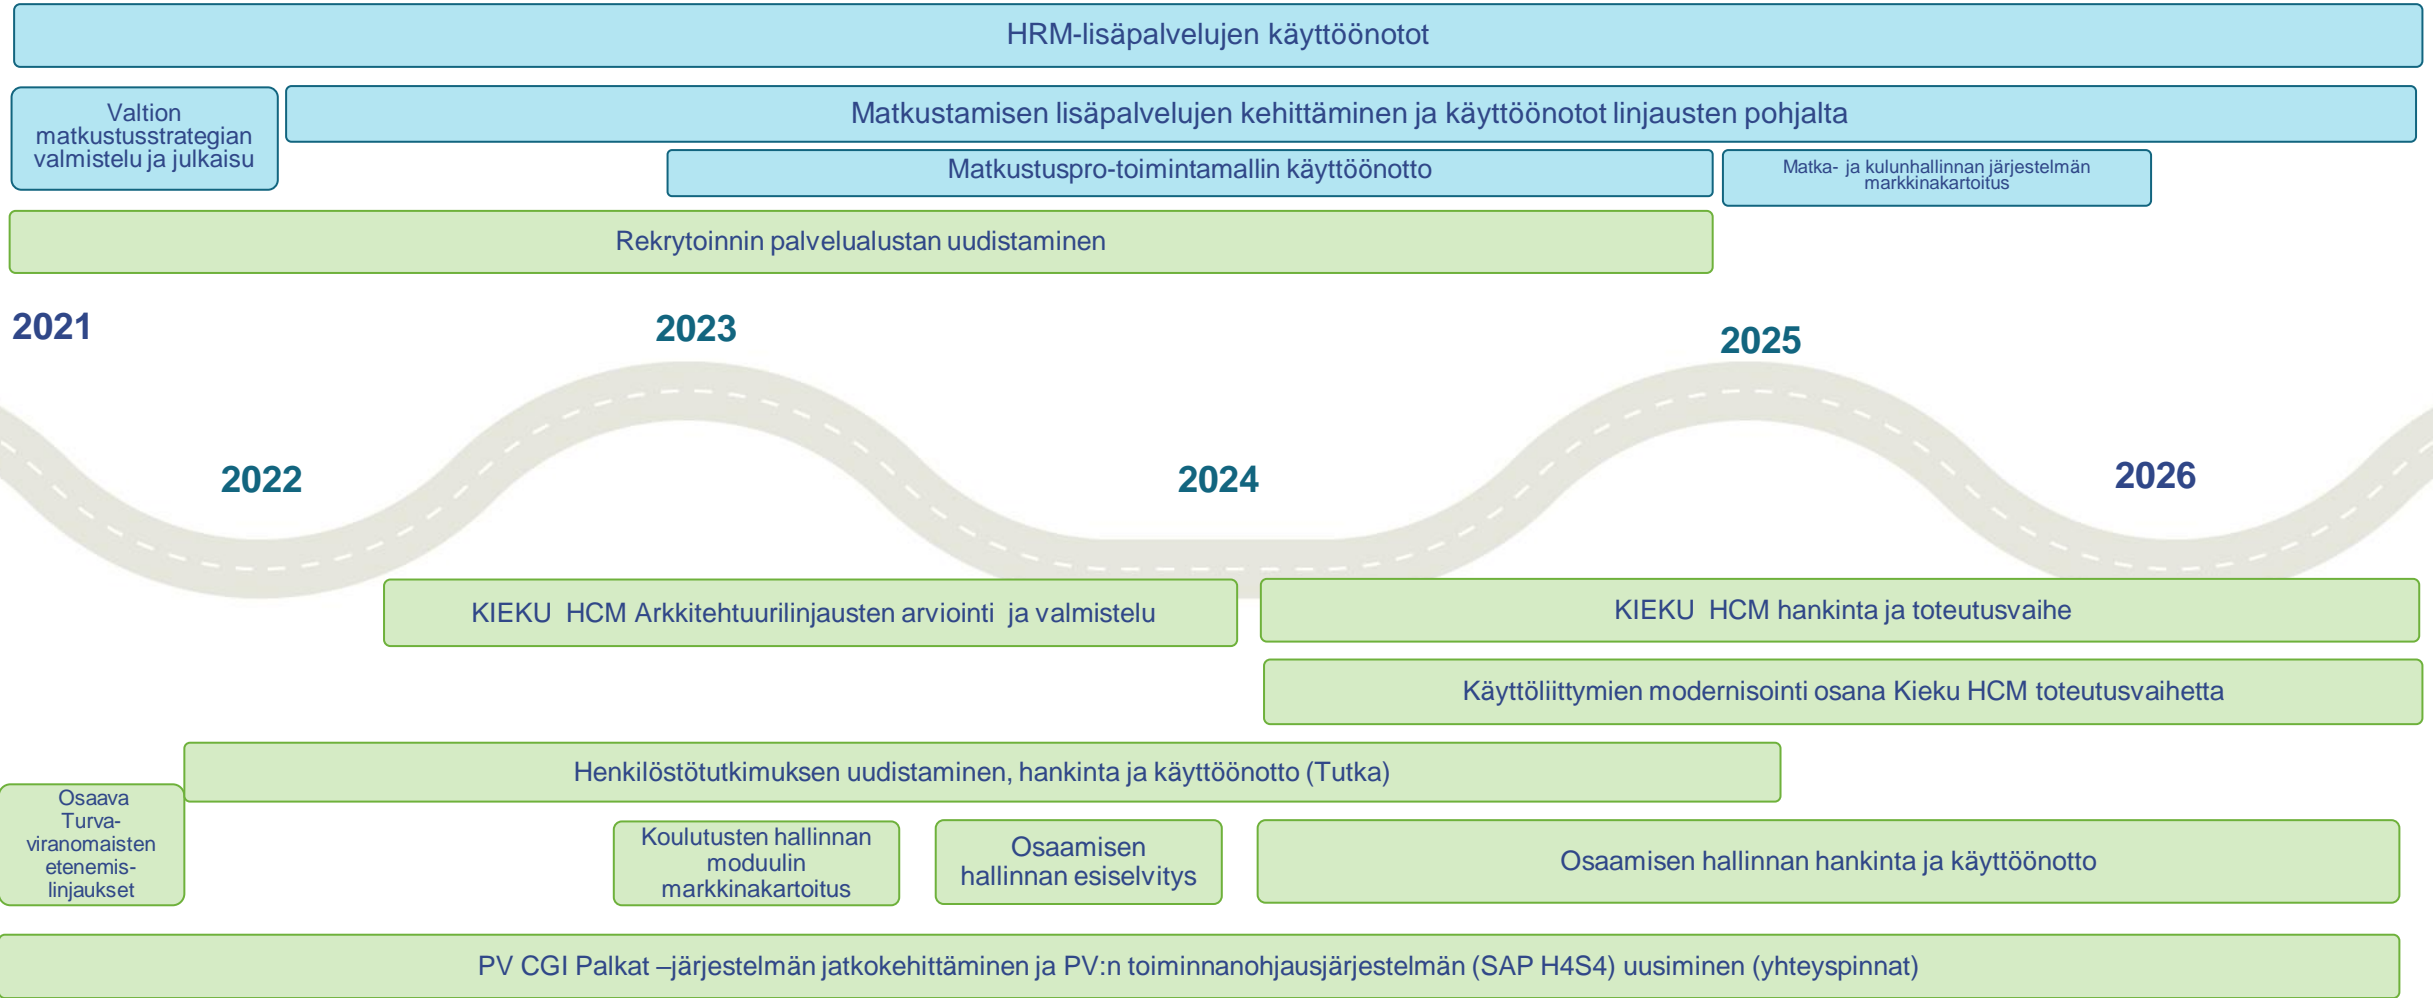 HRM-lisäpalvelujen käyttöönotot
Valtion
matkustusstrategian
valmistelu ja julkaisu
Matkustamisen lisäpalvelujen kehittäminen ja käyttöönotot linjausten pohjalta
Matkustuspro-toimintamallin käyttöönotto
Matka- ja kulunhallinnan järjestelmän
markkinakartoitus
Rekrytoinnin palvelualustan uudistaminen
2021
2023
2025
2022
2024
2026
KIEKU HCM Arkkitehtuurilinjausten arviointi ja valmistelu
KIEKU HCM hankinta ja toteutusvaihe
Käyttöliittymien modernisointi osana Kieku HCM toteutusvaihetta
Henkilöstötutkimuksen uudistaminen, hankinta ja käyttöönotto (Tutka)
Osaava
Turva-
viranomaisten
etenemis-
linjaukset
Koulutusten hallinnan
moduulin
markkinakartoitus
Osaamisen
hallinnan esiselvitys
Osaamisen hallinnan hankinta ja käyttöönotto
PV CGI Palkat –järjestelmän jatkokehittäminen ja PV:n toiminnanohjausjärjestelmän (SAP H4S4) uusiminen (yhteyspinnat)